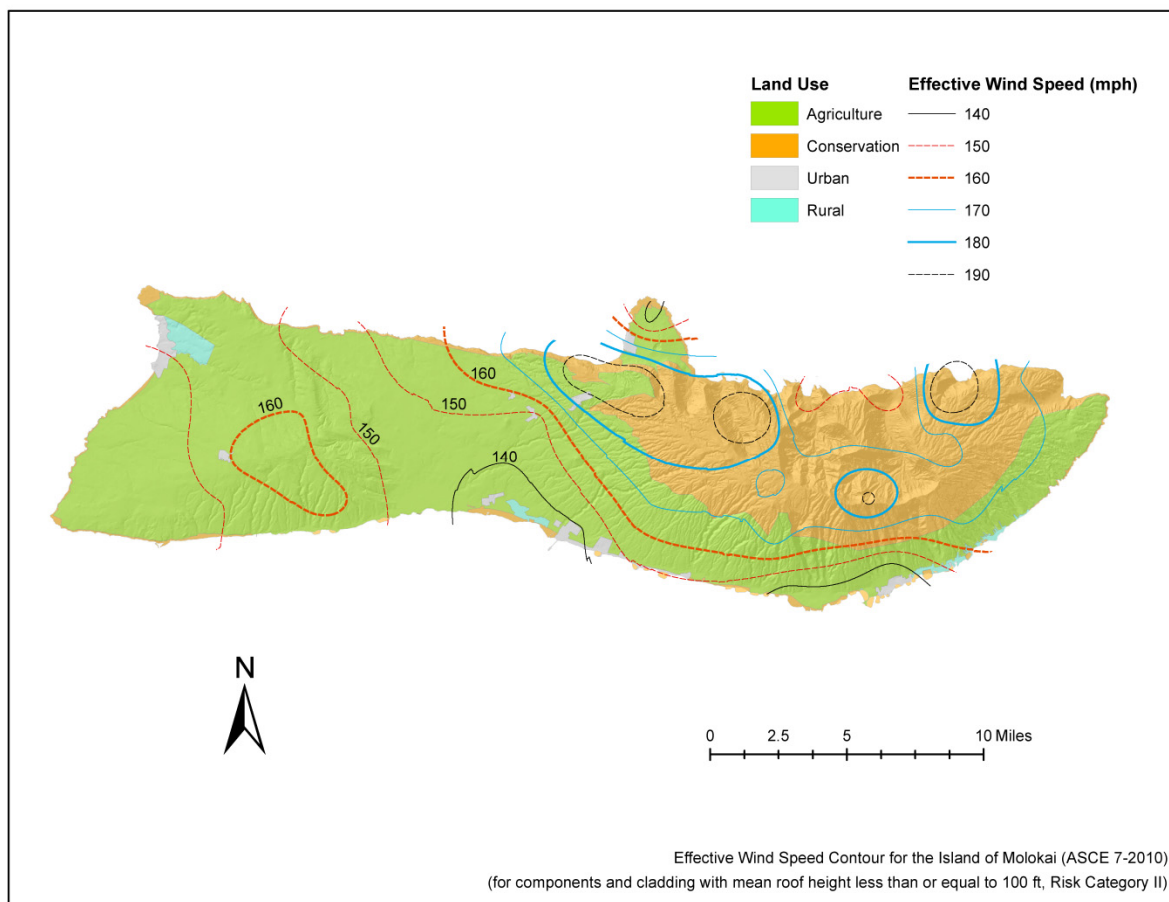 Land Use
Agriculture
Conservation
Urban
Rural
Effective Wind Speed (mph)
140
150
160
170
180
190
160
150
160
150
140
N
0 2.5 5 10 Miles
Effective Wind Speed Contour for the Island of Molokai (ASCE 7-2010)
(for components and cladding with mean roof height less than or equal to 100 ft, Risk Category II)